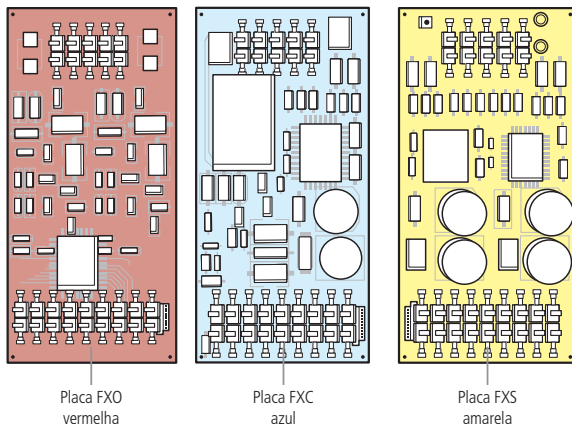 Placa FXO
vermelha
Placa FXC
azul
Placa FXS
amarela